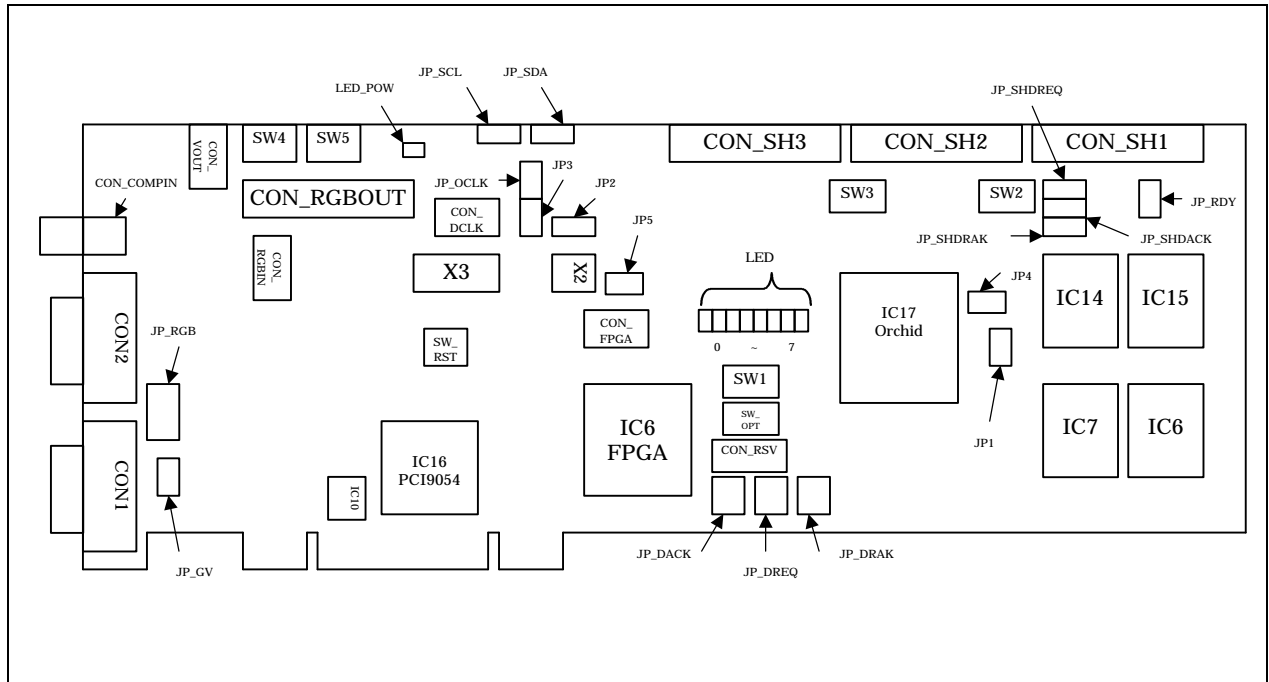 JP_SCL
JP_SDA
LED_POW
JP_SHDREQ
CON_
VOUT
SW4
SW5
CON_SH3
CON_SH2
CON_SH1
CON_COMPIN
CON_RGBOUT
JP_OCLK
JP3
JP2
SW3
SW2
JP_RDY
CON_
DCLK
JP5
JP_SHDRAK
JP_SHDACK
CON_
RGBIN
X3
X2
LED
JP4
IC14
IC15
CON2
JP_RGB
SW_
RST
CON_
FPGA
0 ~ 7
IC17
Orchid
SW1
JP1
CON1
IC16
PCI9054
IC10
IC6
FPGA
SW_
OPT
CON_RSV
IC7
IC6
JP_GV
JP_DACK
JP_DREQ
JP_DRAK